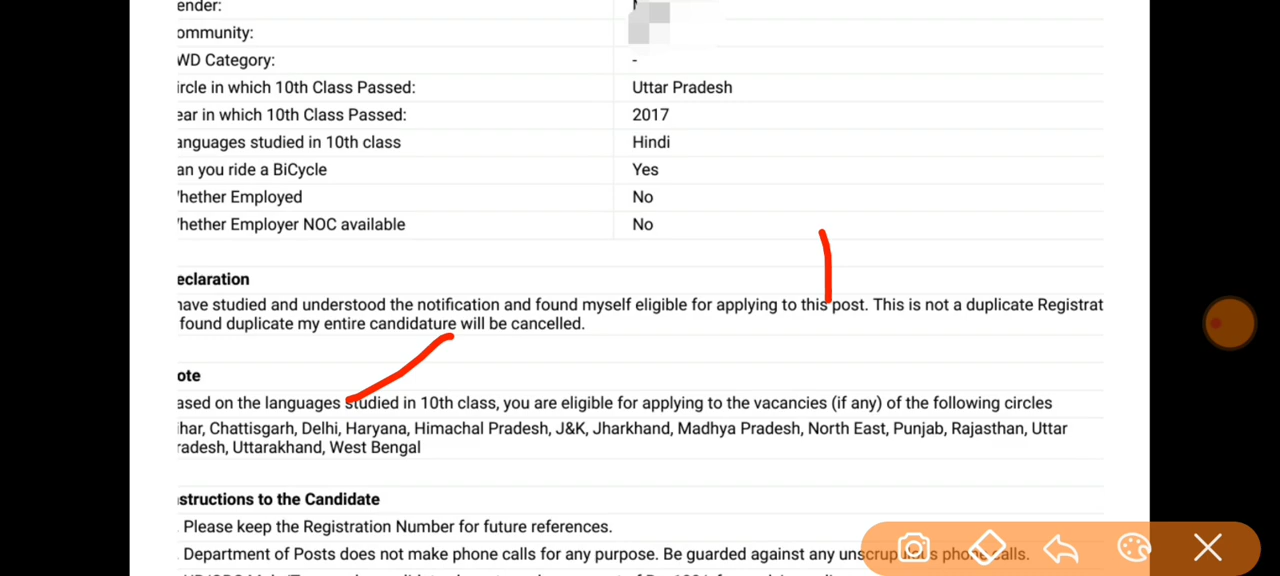 ender:
ommunity:
WD Category: -
ircle in which 10th Class Passed: Uttar Pradesh
ear in which 10th Class Passed: 2017
anguages studied in 10th class Hindi
an you ride a BiCycle Yes
hether Employed No
hether Employer NOC available No
eclaration
have studied and understood the notification and found myself eligible for applying to this post. This is not a duplicate Registrat
found duplicate my entire candidature will be cancelled.
ote
ased on the languages studied in 10th class, you are eligible for applying to the vacancies (if any) of the following circles
ihar, Chattisgarh, Delhi, Haryana, Himachal Pradesh, J&K, Jharkhand, Madhya Pradesh, North East, Punjab, Rajasthan, Uttar
radesh, Uttarakhand, West Bengal
structions to the Candidate
. Please keep the Registration Number for future references.
. Department of Posts does not make phone calls for any purpose. Be guarded against any unscrupulous phone calls.